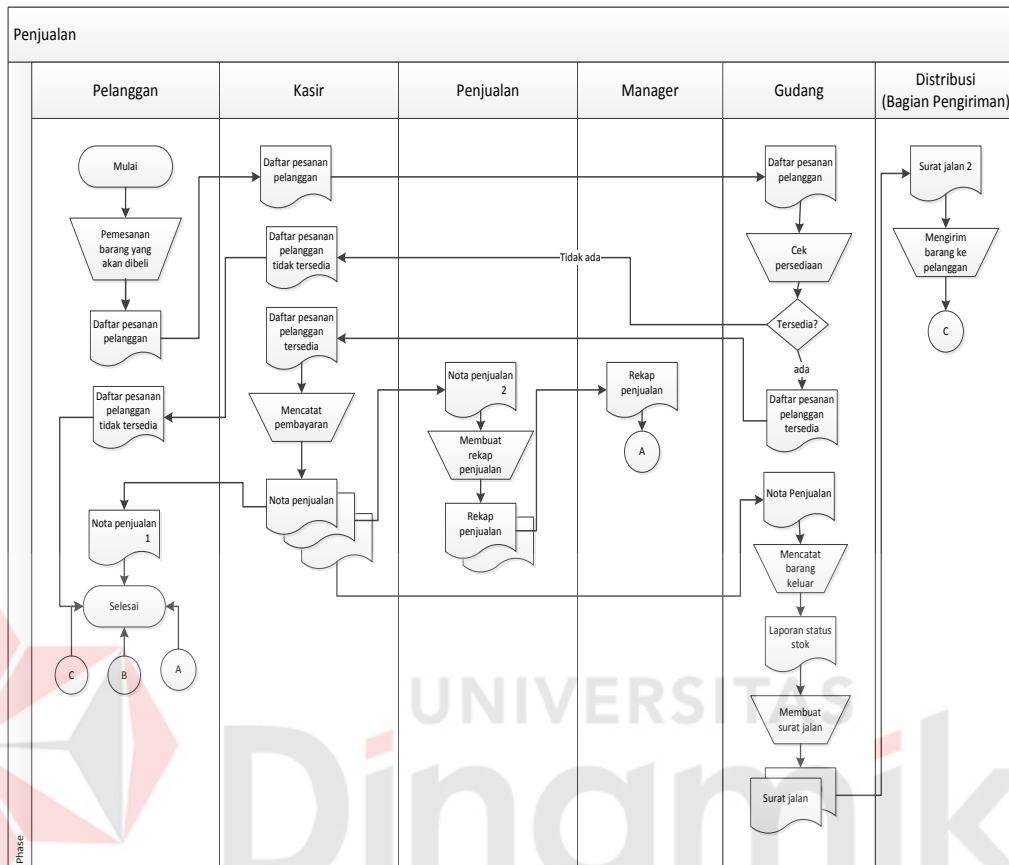 Penjualan
Pelanggan
Kasir
Penjualan
Manager
Gudang
Distribusi
(Bagian Pengiriman)
Mulai
Pemesanan
barang yang
akan dibeli
Daftar pesanan
pelanggan
Daftar pesanan
pelanggan
tidak tersedia
Nota penjualan
1
Selesai
C
B
A
Daftar pesanan
pelanggan
Daftar pesanan
pelanggan
tidak tersedia
Daftar pesanan
pelanggan
tersedia
Mencatat
pembayaran
Nota penjualan
Nota penjualan
2
Membuat
rekap
penjualan
Rekap
penjualan
Rekap
penjualan
A
Tidak ada
Daftar pesanan
pelanggan
Cek
persediaan
Tersedia?
ada
Daftar pesanan
pelanggan
tersedia
Nota Penjualan
Mencatat
barang
keluar
Laporan status
stok
Membuat
surat jalan
Surat jalan
Surat jalan 2
Mengirim
barang ke
pelanggan
C
Phase
UNIVERSITAS
Dinamik